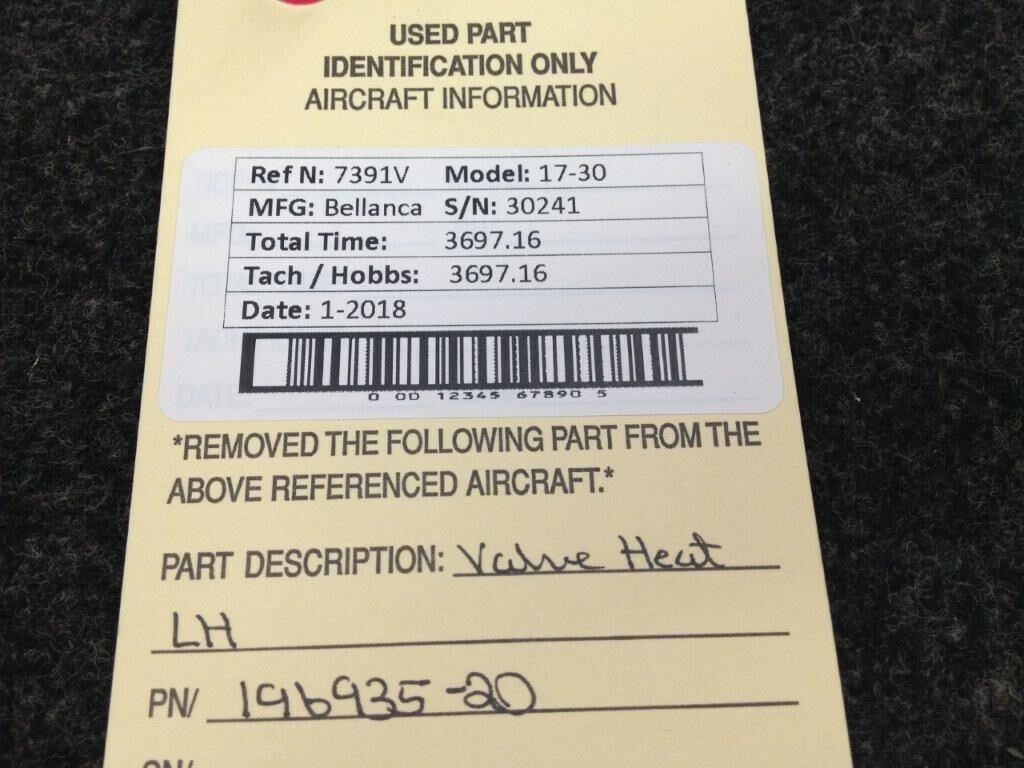 USED PART
IDENTIFICATION ONLY
AIRCRAFT INFORMATION
Ref N: 7391V Model: 17-30
MFG: Bellanca S/N: 30241
Total Time: 3697.16
Tach / Hobbs: 3697.16
Date: 1-2018
0 00 12345 67890 5
*REMOVED THE FOLLOWING PART FROM THE
ABOVE REFERENCED AIRCRAFT.*
PART DESCRIPTION: Valve Heat
LH
PN/ 196935-20